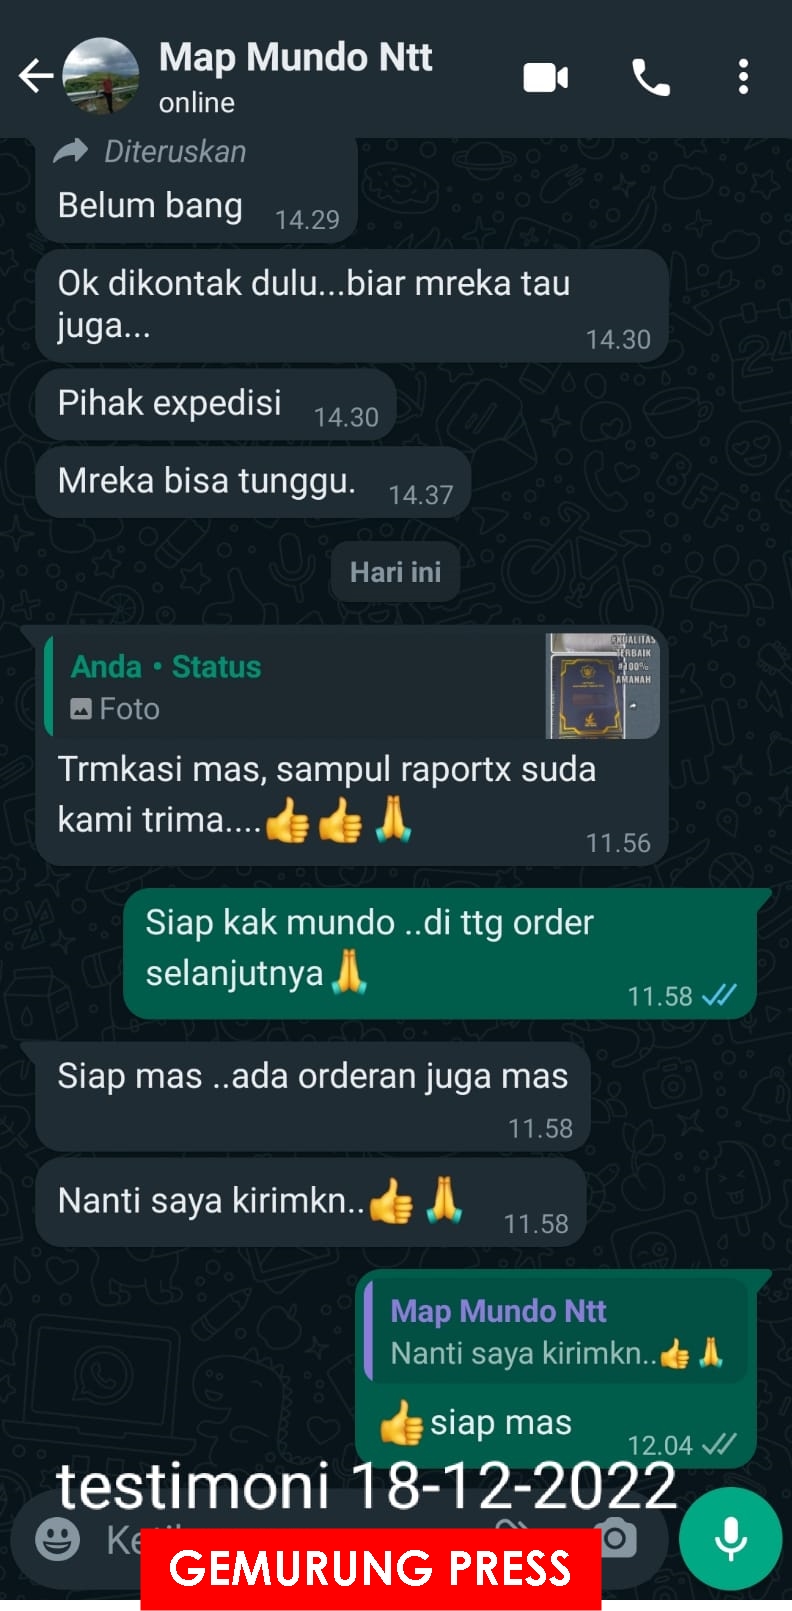 Map Mundo Ntt
online
Diteruskan
Belum bang 14.29
Ok dikontak dulu...biar mreka tau
juga... 14.30
Pihak expedisi 14.30
Mreka bisa tunggu. 14.37
Hari ini
Anda • Status
Foto
#KUALITAS
TERBAIK
#100%
AMANAH
Trmkasi mas, sampul raportx suda
kami trima....👍👍🙏 11.56
Siap kak mundo ..di ttg order
selanjutnya🙏 11.58
Siap mas ..ada orderan juga mas
11.58
Nanti saya kirimkn..👍🙏 11.58
Map Mundo Ntt
Nanti saya kirimkn..👍🙏
👍siap mas 12.04
testimoni 18-12-2022
GEMURUNG PRESS